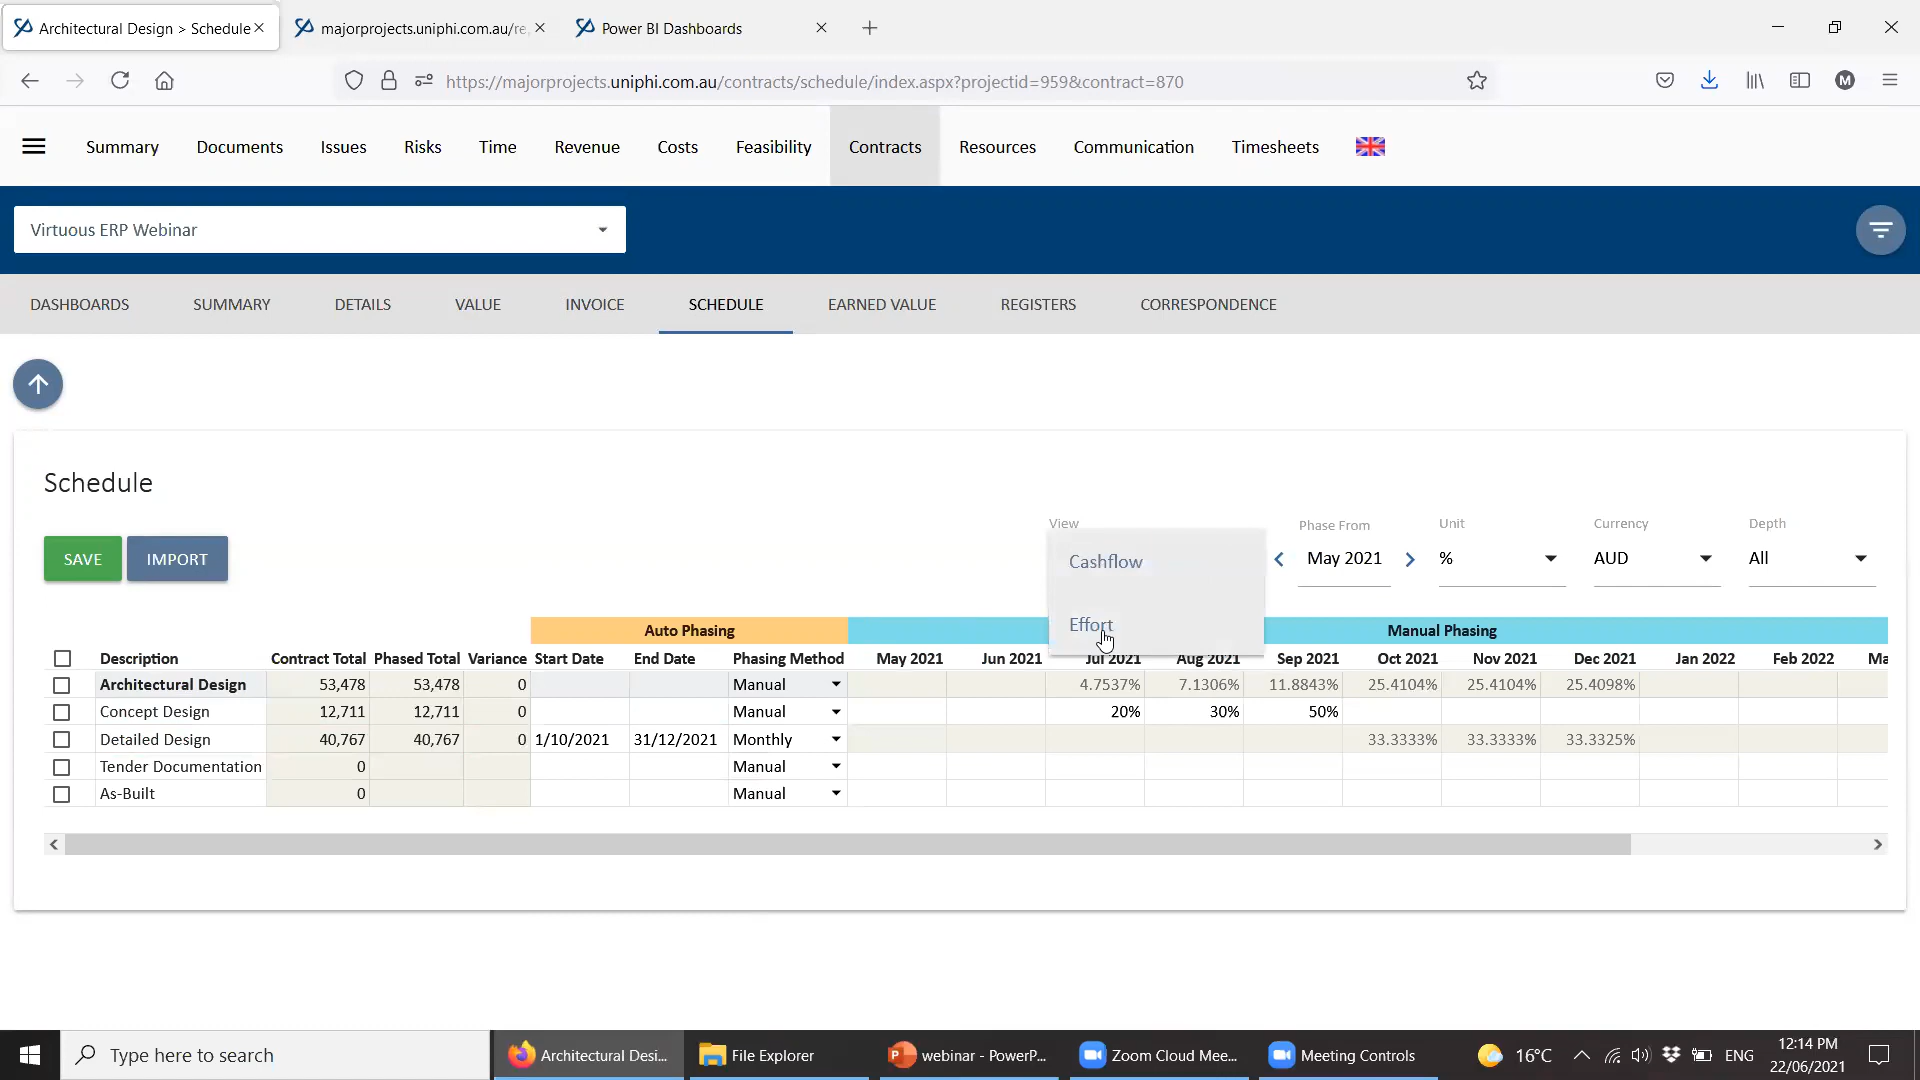 Architectural Design > Schedule
majorprojects.uniphi.com.au/re
Power BI Dashboards
https://majorprojects.uniphi.com.au/contracts/schedule/index.aspx?projectid=959&contract=870
M
Summary Documents Issues Risks Time Revenue Costs Feasibility Contracts Resources Communication Timesheets
Virtuous ERP Webinar
DASHBOARDS SUMMARY DETAILS VALUE INVOICE SCHEDULE EARNED VALUE REGISTERS CORRESPONDENCE
Schedule
View Phase From Unit Currency Depth
SAVE IMPORT Cashflow May 2021 % AUD All
Effort
Auto Phasing Manual Phasing
Description Contract Total Phased Total Variance Start Date End Date Phasing Method May 2021 Jun 2021 Jul 2021 Aug 2021 Sep 2021 Oct 2021 Nov 2021 Dec 2021 Jan 2022 Feb 2022 Ma
Architectural Design 53,478 53,478 0 Manual 4.7537% 7.1306% 11.8843% 25.4104% 25.4104% 25.4098%
Concept Design 12,711 12,711 0 Manual 20% 30% 50%
Detailed Design 40,767 40,767 0 1/10/2021 31/12/2021 Monthly 33.3333% 33.3333% 33.3325%
Tender Documentation 0 Manual
As-Built 0 Manual
Type here to search
Architectural Desi...
File Explorer
webinar - PowerP...
Zoom Cloud Mee...
Meeting Controls
16°C
ENG
12:14 PM
22/06/2021